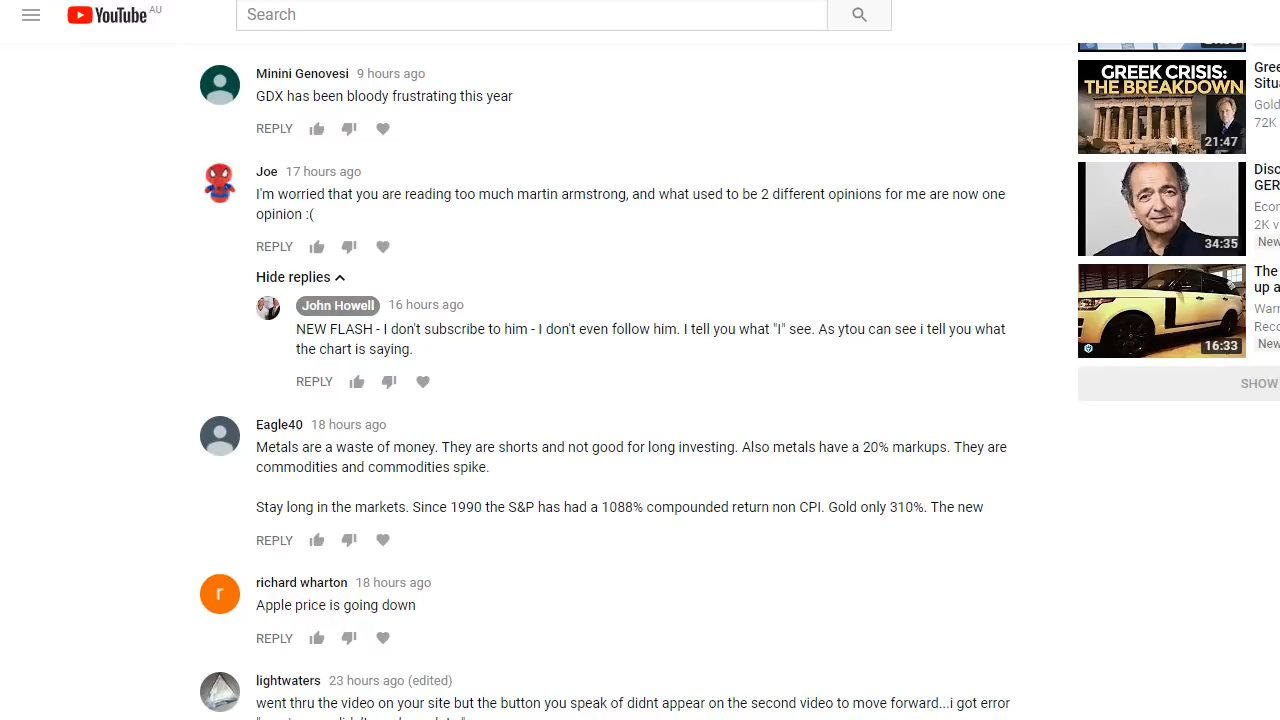 YouTube AU
Search
Minini Genovesi 9 hours ago
GDX has been bloody frustrating this year
REPLY
Joe 17 hours ago
I'm worried that you are reading too much martin armstrong, and what used to be 2 different opinions for me are now one
opinion :(
REPLY
Hide replies
John Howell 16 hours ago
NEW FLASH - I don't subscribe to him - I don't even follow him. I tell you what "I" see. As ytou can see i tell you what
the chart is saying.
REPLY
Eagle40 18 hours ago
Metals are a waste of money. They are shorts and not good for long investing. Also metals have a 20% markups. They are
commodities and commodities spike.
Stay long in the markets. Since 1990 the S&P has had a 1088% compounded return non CPI. Gold only 310%. The new
REPLY
r
richard wharton 18 hours ago
Apple price is going down
REPLY
lightwaters 23 hours ago (edited)
went thru the video on your site but the button you speak of didnt appear on the second video to move forward...i got error
GREEK CRISIS:
THE BREAKDOWN
21:47
Gree
Situa
Gold
72K
34:35
Disc
GER
Econ
2K v
New
16:33
The
up a
Warr
Reco
New
SHOW